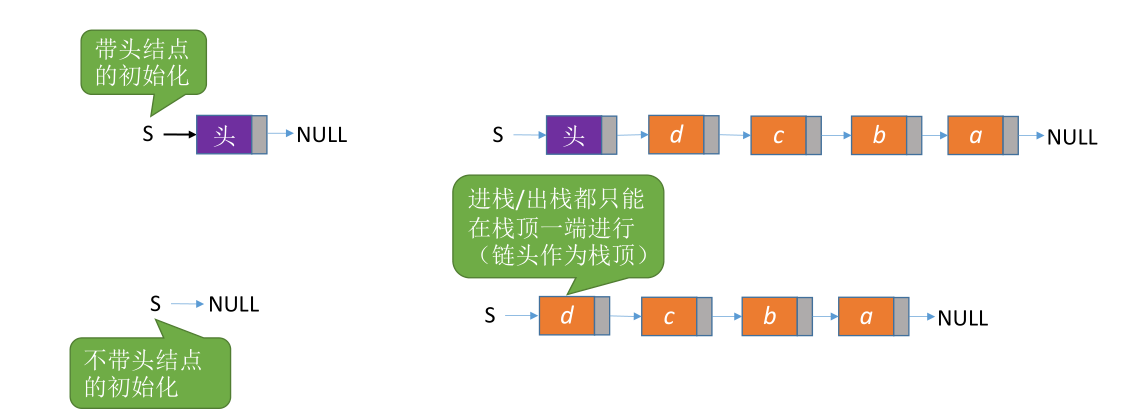 带头结点
的初始化
S 头 NULL
S 头 d c b a NULL
进栈/出栈都只能
在栈顶一端进行
（链头作为栈顶）
S NULL
S d c b a NULL
不带头结点
的初始化